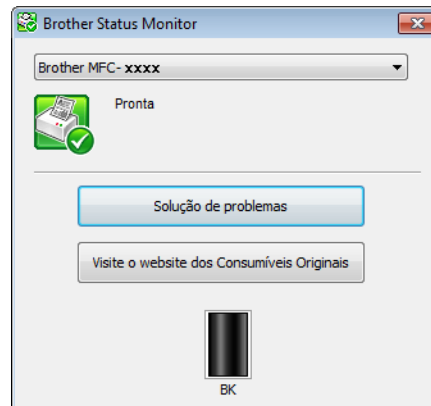 Brother Status Monitor
Brother MFC- xxxx
Pronta
Solução de problemas
Visite o website dos Consumíveis Originais
BK